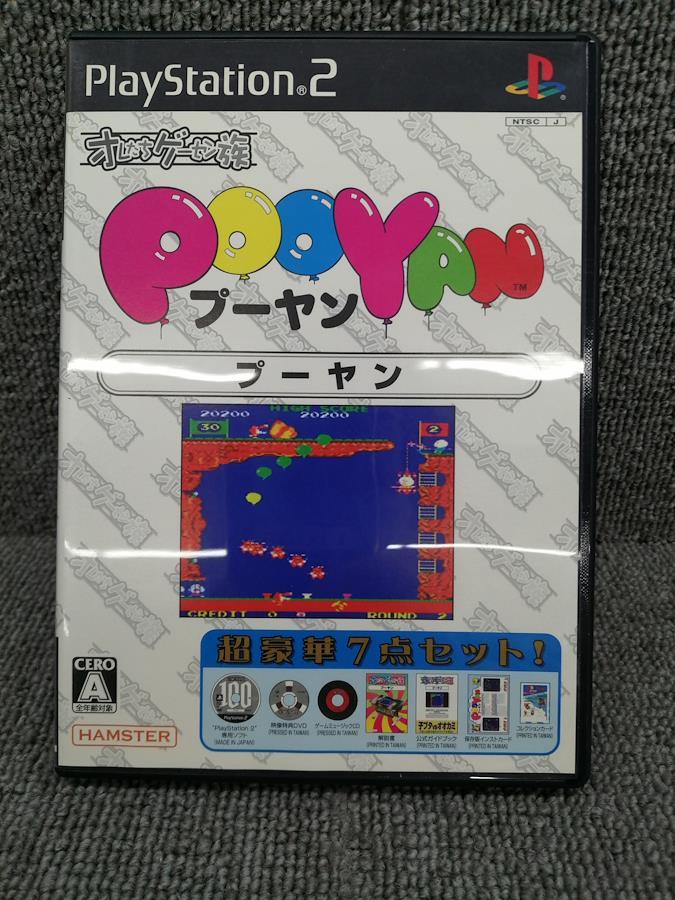 PlayStation®2
NTSC J
オレたちゲーセン族
POOYAN™
プーヤン
プーヤン
HIGH SCORE
20200 20200
30
2
CREDIT 0
ROUND 2
超豪華7点セット!
CERO
A
全年齢対象
HAMSTER
"PlayStation 2"
専用ソフト
(MADE IN JAPAN)
映像特典DVD
(PRESSED IN TAIWAN)
ゲームミュージックCD
(PRESSED IN TAIWAN)
解説書
(PRINTED IN TAIWAN)
公式ガイドブック
(PRINTED IN TAIWAN)
保存版インストカード
(PRINTED IN TAIWAN)
コレクションカード
(PRINTED IN TAIWAN)